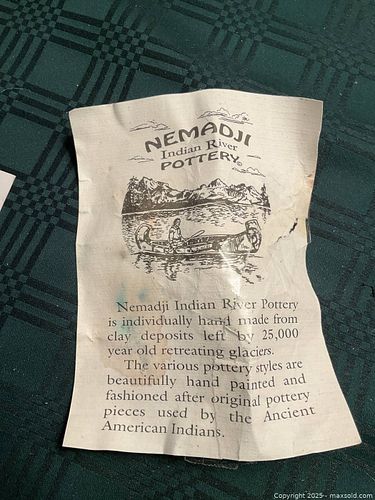 NEMADJI
Indian River
POTTERY
Nemadji Indian River Pottery
is individually hand made from
clay deposits left by 25,000
year old retreating glaciers.
The various pottery styles are
beautifully hand painted and
fashioned after original pottery
pieces used by the Ancient
American Indians.
Copyright 2025-- maxsold.com